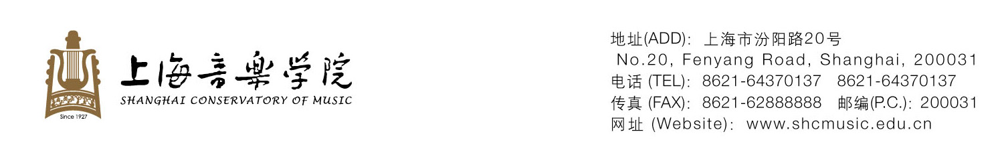 上海音樂学院
SHANGHAI CONSERVATORY OF MUSIC
Since 1927
地址(ADD)：上海市汾阳路20号
No.20, Fenyang Road, Shanghai, 200031
电话 (TEL)：8621-64370137 8621-64370137
传真 (FAX)：8621-62888888 邮编(P.C.)：200031
网址 (Website)：www.shcmusic.edu.cn